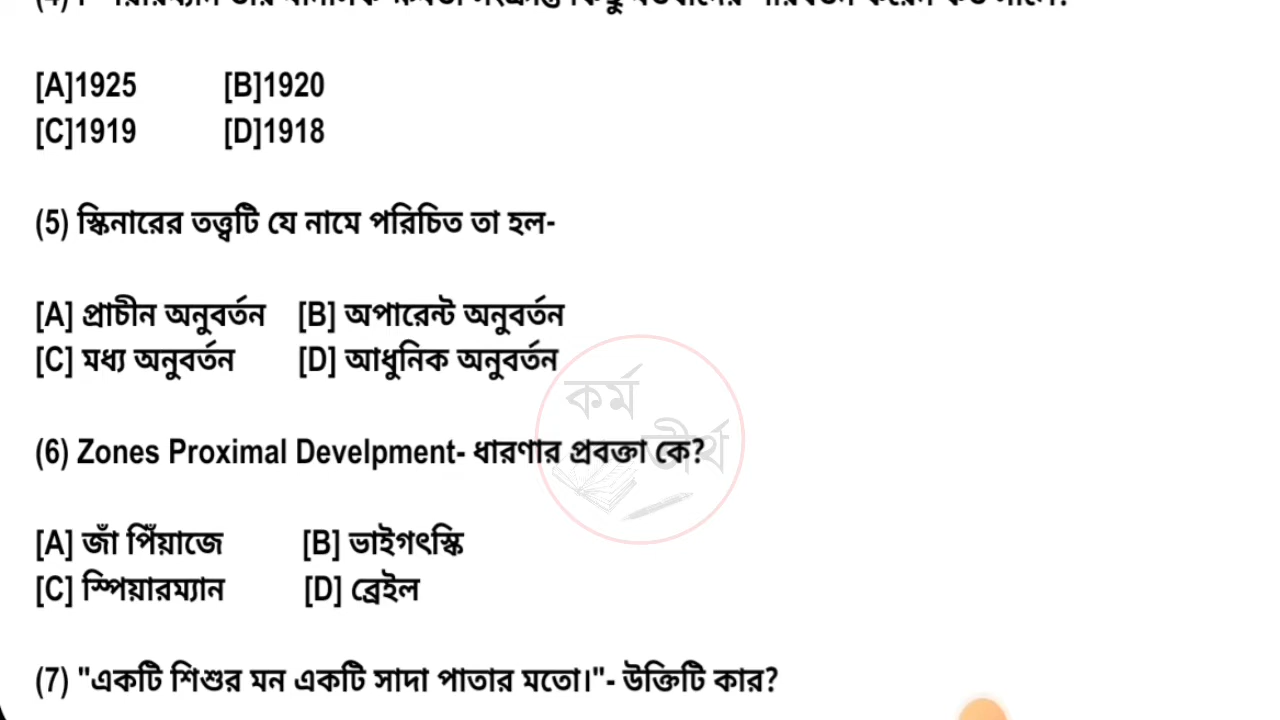 [A]1925 [B]1920
[C]1919 [D]1918
(5) স্কিনারের তত্ত্বটি যে নামে পরিচিত তা হল-
[A] প্রাচীন অনুবর্তন [B] অপারেন্ট অনুবর্তন
[C] মধ্য অনুবর্তন [D] আধুনিক অনুবর্তন
কর্ম
তীর্থ
(6) Zones Proximal Develpment- ধারণার প্রবক্তা কে?
[A] জাঁ পিঁয়াজে [B] ভাইগৎস্কি
[C] স্পিয়ারম্যান [D] ব্রেইল
(7) "একটি শিশুর মন একটি সাদা পাতার মতো।"- উক্তিটি কার?